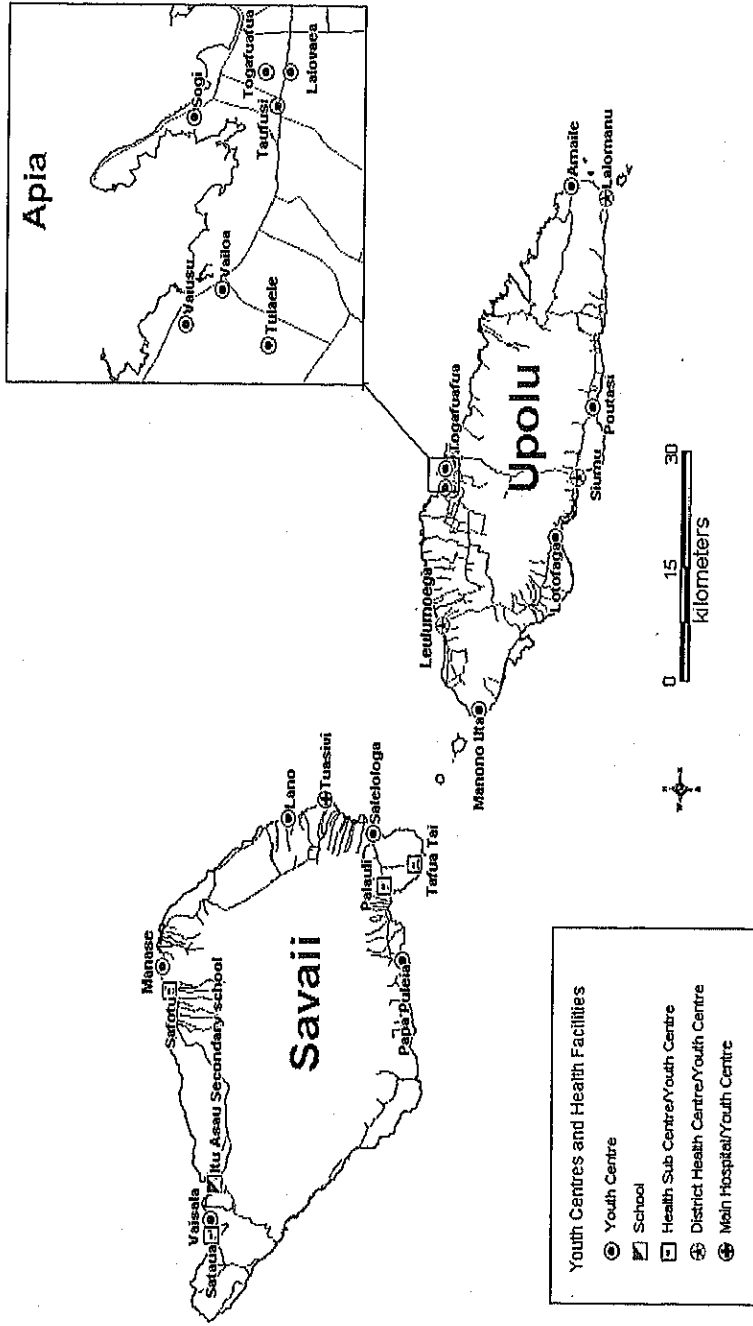 Apia
Sogi
Togafuafua
Lalovaea
Taufusi
Vaiusu
Vailoa
Tulaele
Manase
Safotu
Itu Asau Secondary school
Vaisala
Sataua
Savaii
Lano
Tuasivi
Satelologa
Palauli
Tafua Tai
Papa Puleia
Leulumoega
Togafuafua
Upolu
Amaile
Lalomanu
Manono Uta
Lotofaga
Siumu
Poutasi
0 15 30
kilometers
Youth Centres and Health Facilities
Youth Centre
School
Health Sub Centre/Youth Centre
District Health Centre/Youth Centre
Main Hospital/Youth Centre